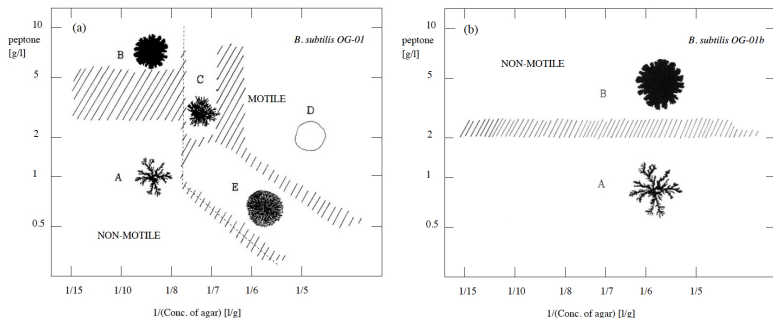 (a)
B. subtilis OG-01
peptone
[g/l]
10
5
2
1
0.5
B
C
MOTILE
D
A
E
NON-MOTILE
1/15 1/10 1/8 1/7 1/6 1/5
1/(Conc. of agar) [l/g]
(b)
B. subtilis OG-01b
peptone
[g/l]
10
5
2
1
0.5
NON-MOTILE
B
A
1/15 1/10 1/8 1/7 1/6 1/5
1/(Conc. of agar) [l/g]